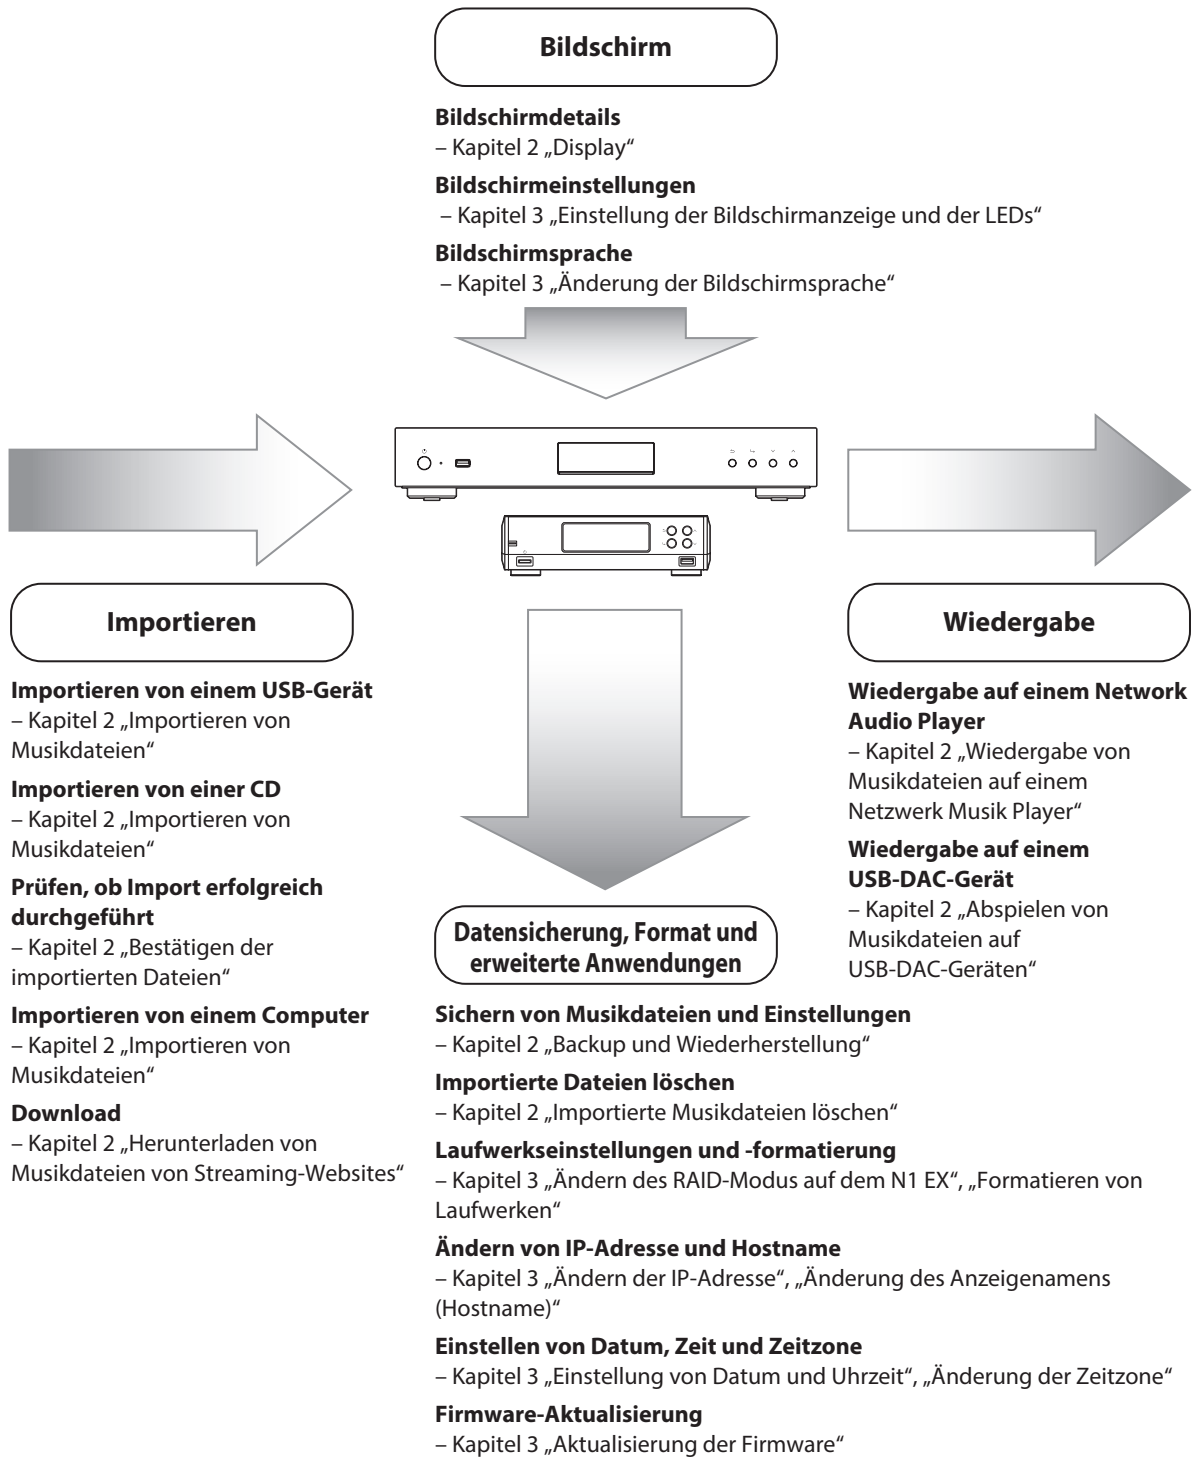 Bildschirm
Bildschirmdetails
– Kapitel 2 „Display“
Bildschirmeinstellungen
– Kapitel 3 „Einstellung der Bildschirmanzeige und der LEDs“
Bildschirmsprache
– Kapitel 3 „Änderung der Bildschirmsprache“
Importieren
Importieren von einem USB-Gerät
– Kapitel 2 „Importieren von
Musikdateien“
Importieren von einer CD
– Kapitel 2 „Importieren von
Musikdateien“
Prüfen, ob Import erfolgreich
durchgeführt
– Kapitel 2 „Bestätigen der
importierten Dateien“
Importieren von einem Computer
– Kapitel 2 „Importieren von
Musikdateien“
Download
– Kapitel 2 „Herunterladen von
Musikdateien von Streaming-Websites“
Wiedergabe
Wiedergabe auf einem Network
Audio Player
– Kapitel 2 „Wiedergabe von
Musikdateien auf einem
Netzwerk Musik Player“
Wiedergabe auf einem
USB-DAC-Gerät
– Kapitel 2 „Abspielen von
Musikdateien auf
USB-DAC-Geräten“
Datensicherung, Format und
erweiterte Anwendungen
Sichern von Musikdateien und Einstellungen
– Kapitel 2 „Backup und Wiederherstellung“
Importierte Dateien löschen
– Kapitel 2 „Importierte Musikdateien löschen“
Laufwerkseinstellungen und -formatierung
– Kapitel 3 „Ändern des RAID-Modus auf dem N1 EX“, „Formatieren von
Laufwerken“
Ändern von IP-Adresse und Hostname
– Kapitel 3 „Ändern der IP-Adresse“, „Änderung des Anzeigenamens
(Hostname)“
Einstellen von Datum, Zeit und Zeitzone
– Kapitel 3 „Einstellung von Datum und Uhrzeit“, „Änderung der Zeitzone“
Firmware-Aktualisierung
– Kapitel 3 „Aktualisierung der Firmware“